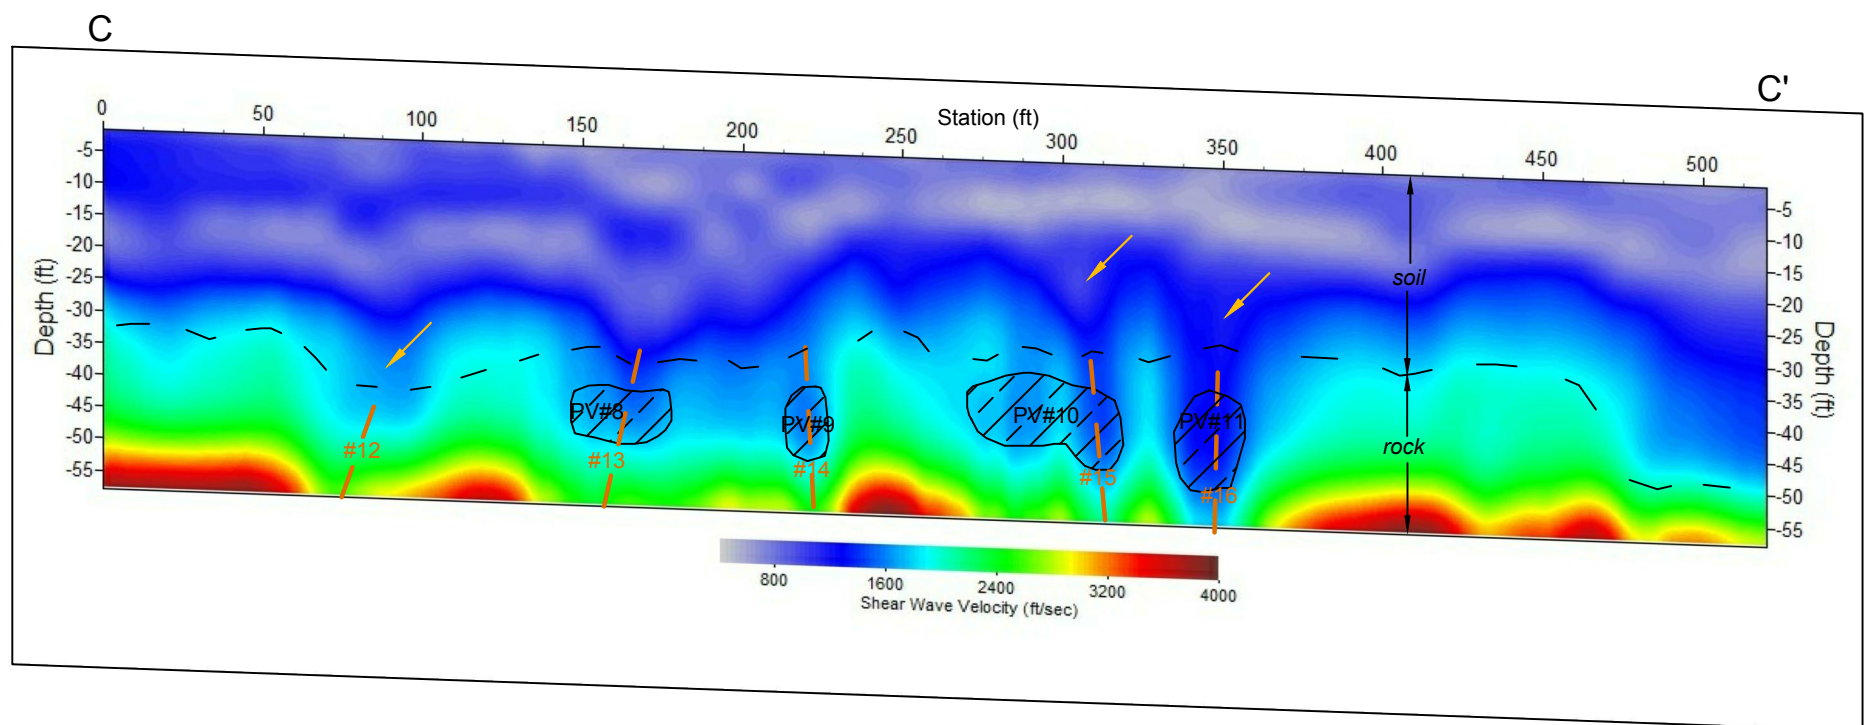 C
C'
0 50 100 150 200 250 300 350 400 450 500
Station (ft)
Depth (ft)
-5
-10
-15
-20
-25
-30
-35
-40
-45
-50
-55
soil
rock
PV#8
PV#9
PV#10
PV#11
#12
#13
#14
#15
#16
-5
-10
-15
-20
-25
-30
-35
-40
-45
-50
-55
Depth (ft)
800 1600 2400 3200 4000
Shear Wave Velocity (ft/sec)